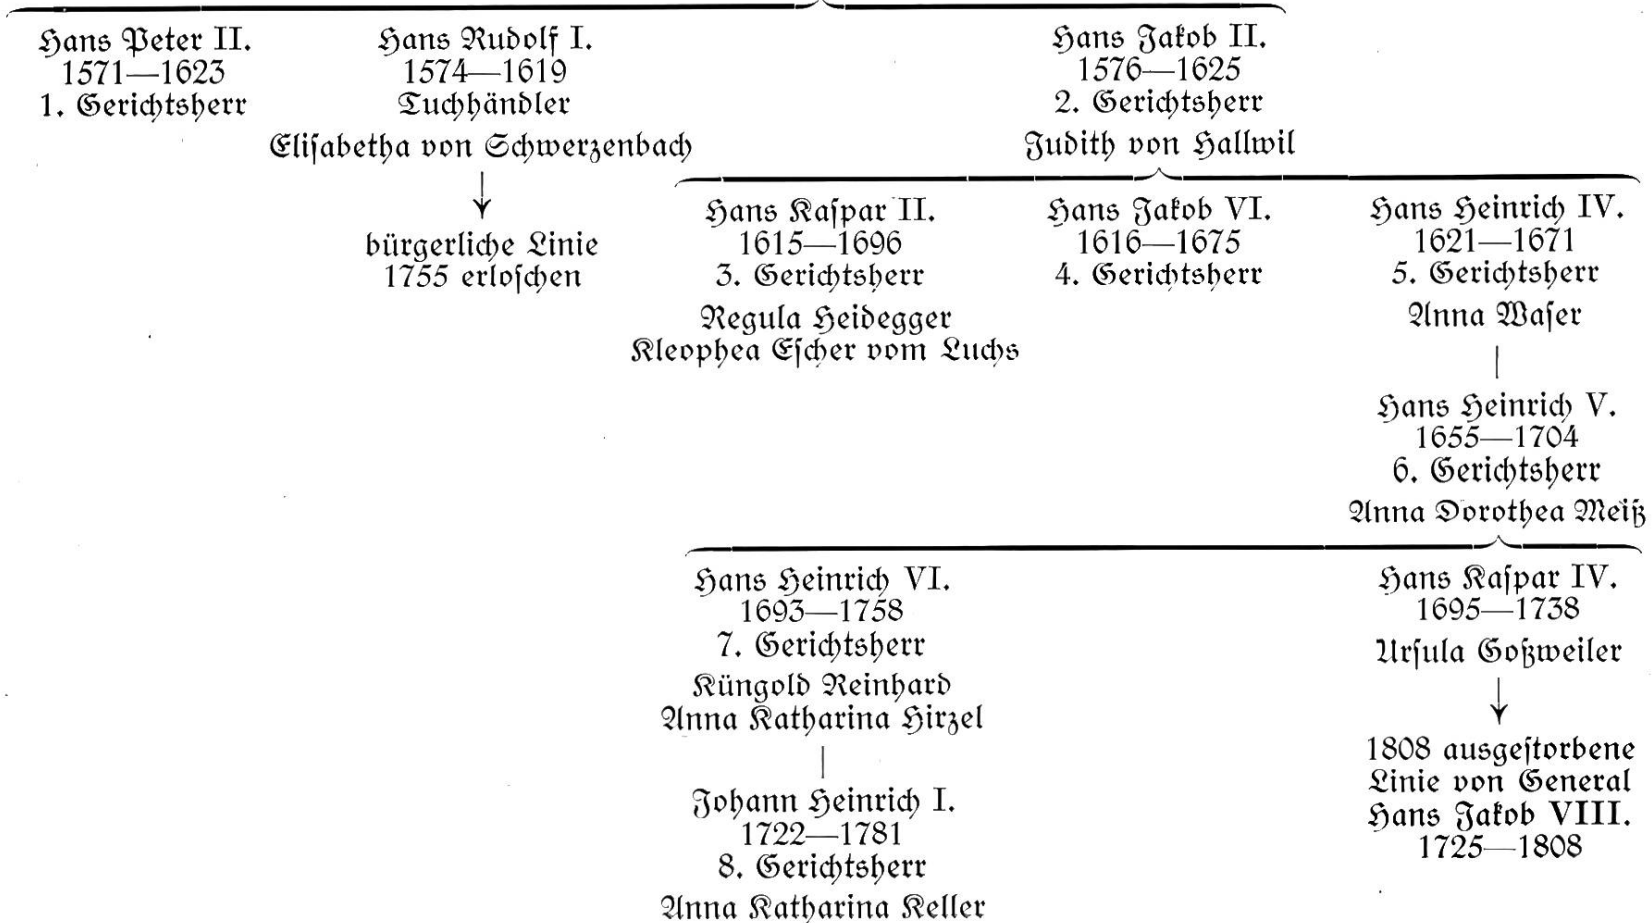 Hans Peter II.
1571—1623
1. Gerichtsherr
Hans Rudolf I.
1574—1619
Tuchhändler
Eliſabetha von Schwerzenbach
bürgerliche Linie
1755 erloſchen
Hans Jakob II.
1576—1625
2. Gerichtsherr
Judith von Hallwil
Hans Kaſpar II.
1615—1696
3. Gerichtsherr
Regula Heidegger
Kleophea Eſcher vom Luchs
Hans Jakob VI.
1616—1675
4. Gerichtsherr
Hans Heinrich IV.
1621—1671
5. Gerichtsherr
Anna Waſer
Hans Heinrich V.
1655—1704
6. Gerichtsherr
Anna Dorothea Meiß
Hans Heinrich VI.
1693—1758
7. Gerichtsherr
Küngold Reinhard
Anna Katharina Hirzel
Johann Heinrich I.
1722—1781
8. Gerichtsherr
Anna Katharina Keller
Hans Kaſpar IV.
1695—1738
Urſula Goßweiler
1808 ausgeſtorbene
Linie von General
Hans Jakob VIII.
1725—1808